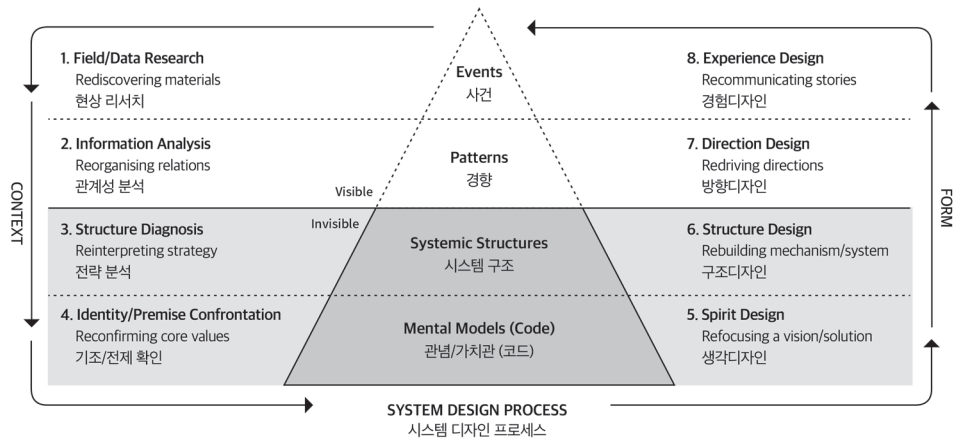 1. Field/Data Research
Rediscovering materials
현상 리서치
2. Information Analysis
Reorganising relations
관계성 분석
3. Structure Diagnosis
Reinterpreting strategy
전략 분석
4. Identity/Premise Confrontation
Reconfirming core values
기조/전제 확인
CONTEXT
Visible
Invisible
Events
사건
Patterns
경향
Systemic Structures
시스템 구조
Mental Models (Code)
관념/가치관 (코드)
8. Experience Design
Recommunicating stories
경험디자인
7. Direction Design
Redriving directions
방향디자인
6. Structure Design
Rebuilding mechanism/system
구조디자인
5. Spirit Design
Refocusing a vision/solution
생각디자인
FORM
SYSTEM DESIGN PROCESS
시스템 디자인 프로세스